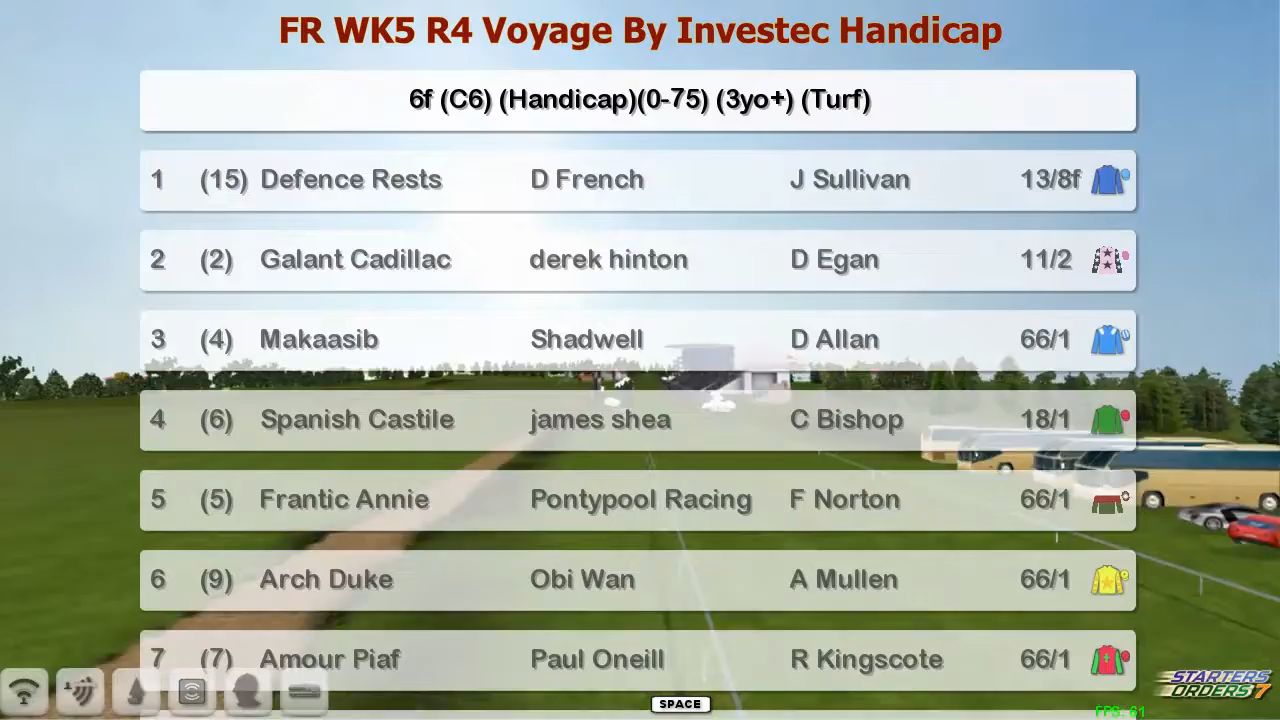 FR WK5 R4 Voyage By Investec Handicap
6f (C6) (Handicap)(0-75) (3yo+) (Turf)
1 (15) Defence Rests D French J Sullivan 13/8f
2 (2) Galant Cadillac derek hinton D Egan 11/2
3 (4) Makaasib Shadwell D Allan 66/1
4 (6) Spanish Castile james shea C Bishop 18/1
5 (5) Frantic Annie Pontypool Racing F Norton 66/1
6 (9) Arch Duke Obi Wan A Mullen 66/1
7 (7) Amour Piaf Paul Oneill R Kingscote 66/1
STARTERS
ORDERS 7
SPACE
FPS: 61